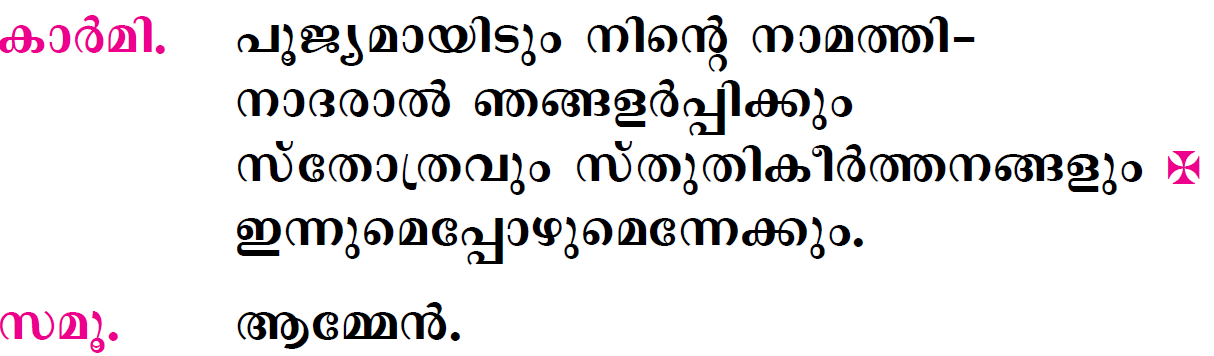 കാർമി. പൂജ്യമായിടും നിന്റെ നാമത്തി-
നാദരാൽ ഞങ്ങളർപ്പിക്കും
സ്തോത്രവും സ്തുതികീർത്തനങ്ങളും ✠
ഇന്നുമെപ്പോഴുമെന്നേക്കും.
സമൂ. ആമ്മേൻ.